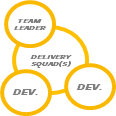 TEAM
LEADER
DELIVERY
SQUAD(S)
DEV.
DEV.